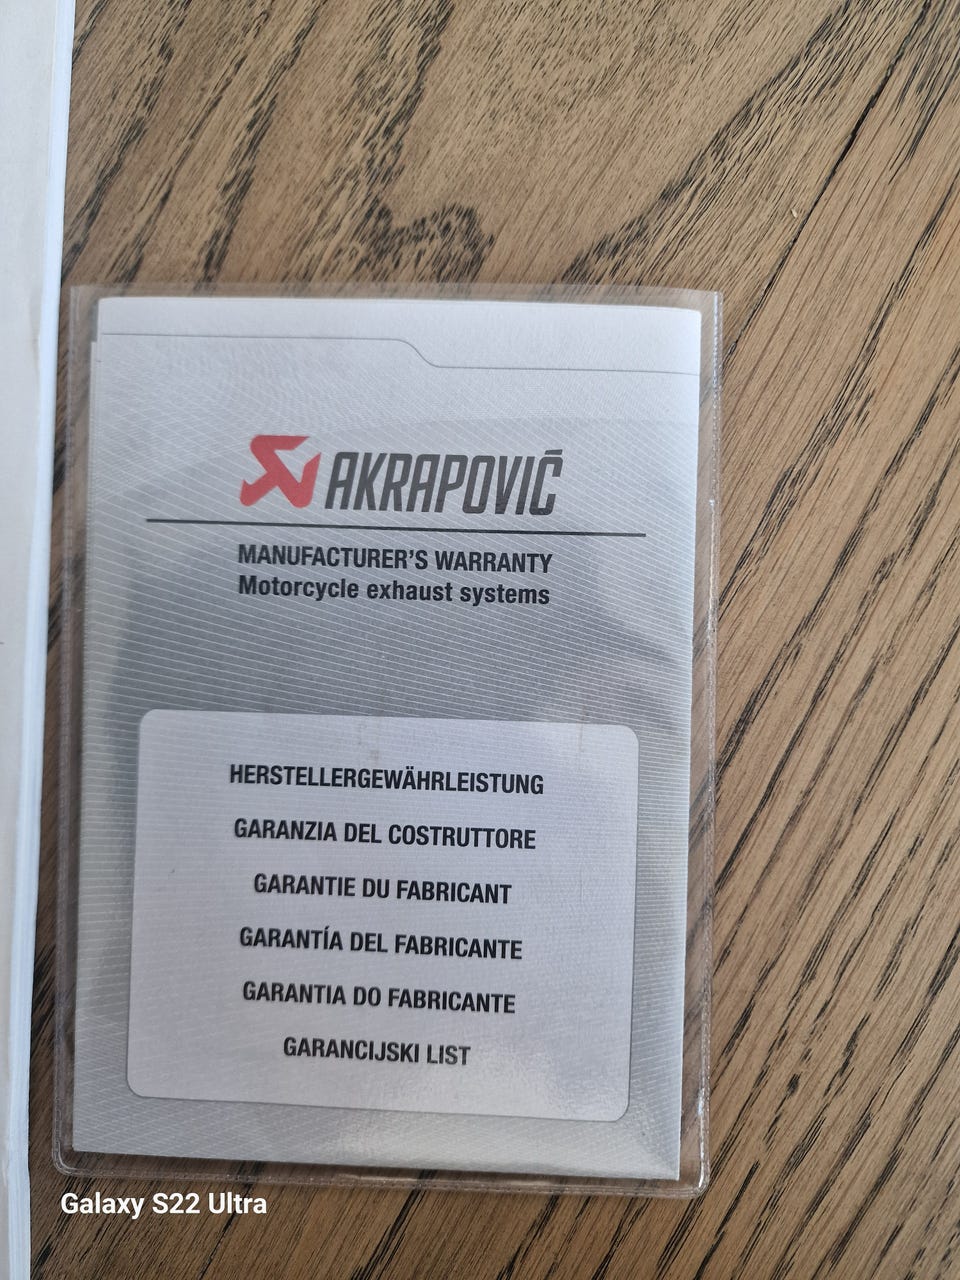 AKRAPOVIČ
MANUFACTURER'S WARRANTY
Motorcycle exhaust systems
HERSTELLERGEWÄHRLEISTUNG
GARANZIA DEL COSTRUTTORE
GARANTIE DU FABRICANT
GARANTÍA DEL FABRICANTE
GARANTIA DO FABRICANTE
GARANCIJSKI LIST
Galaxy S22 Ultra